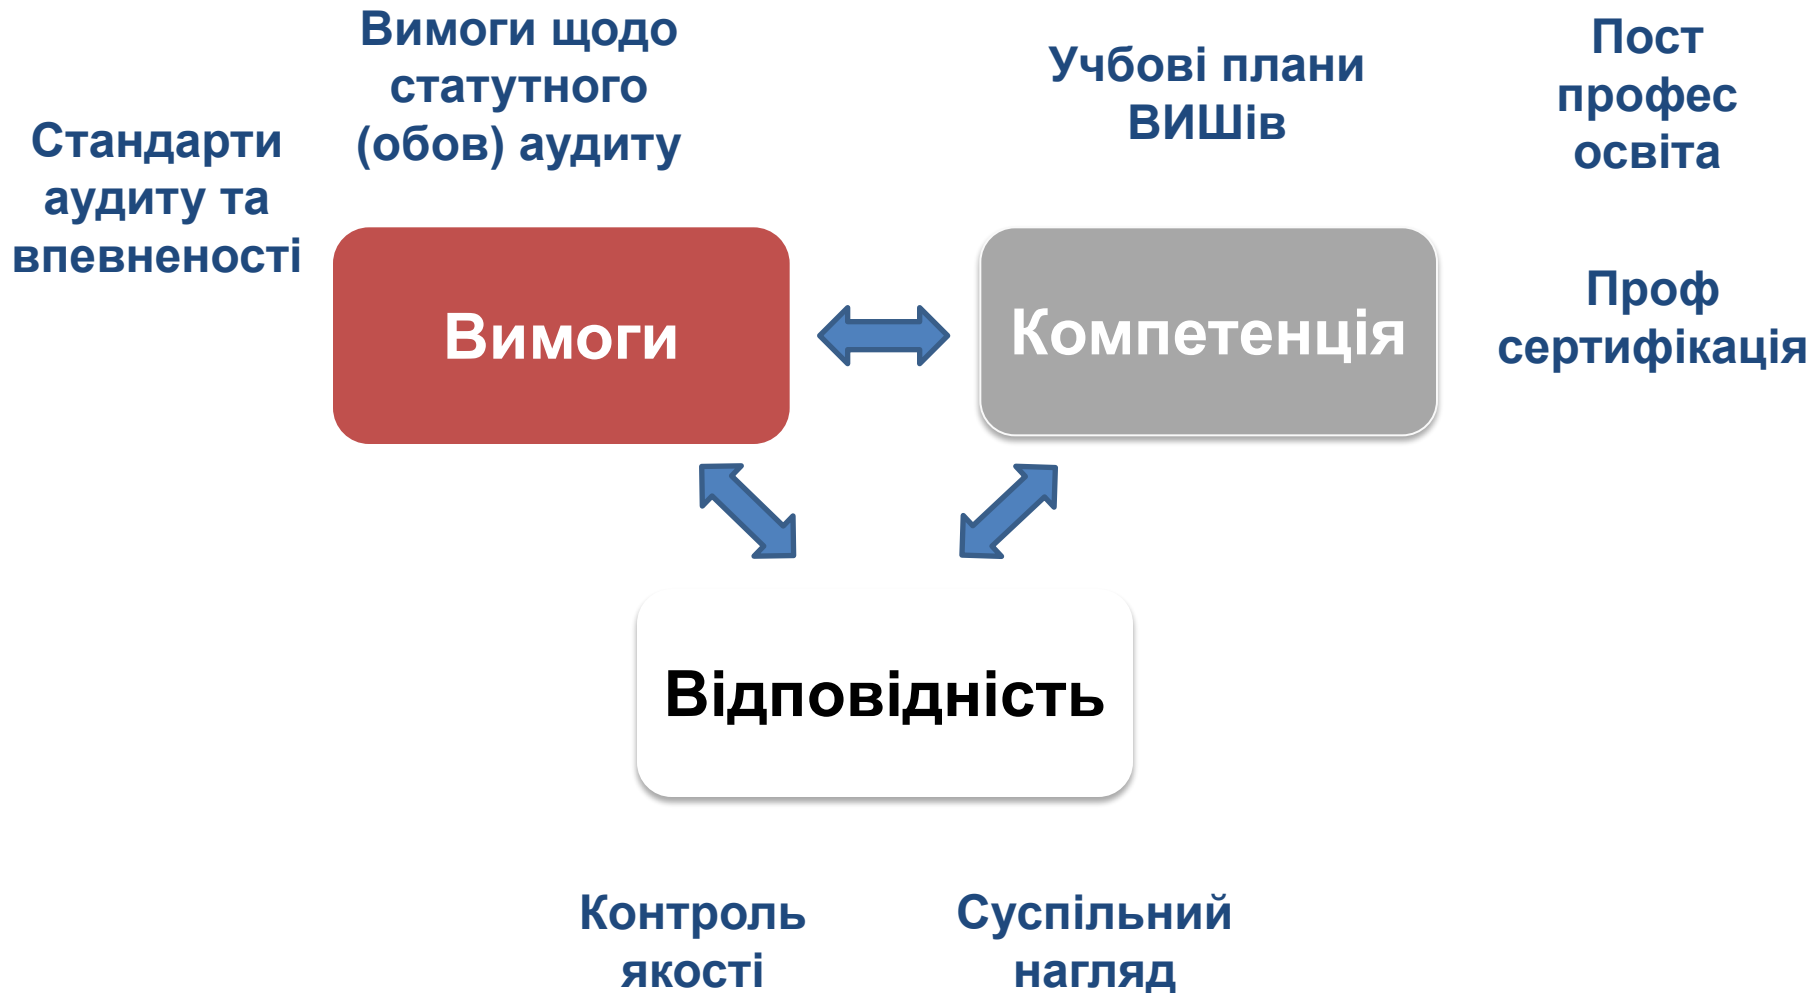 Вимоги щодо
статутного
(обов) аудиту
Учбові плани
ВИШів
Пост
профес
освіта
Стандарти
аудиту та
впевненості
Вимоги
Компетенція
Проф
сертифікація
Відповідність
Контроль
якості
Суспільний
нагляд